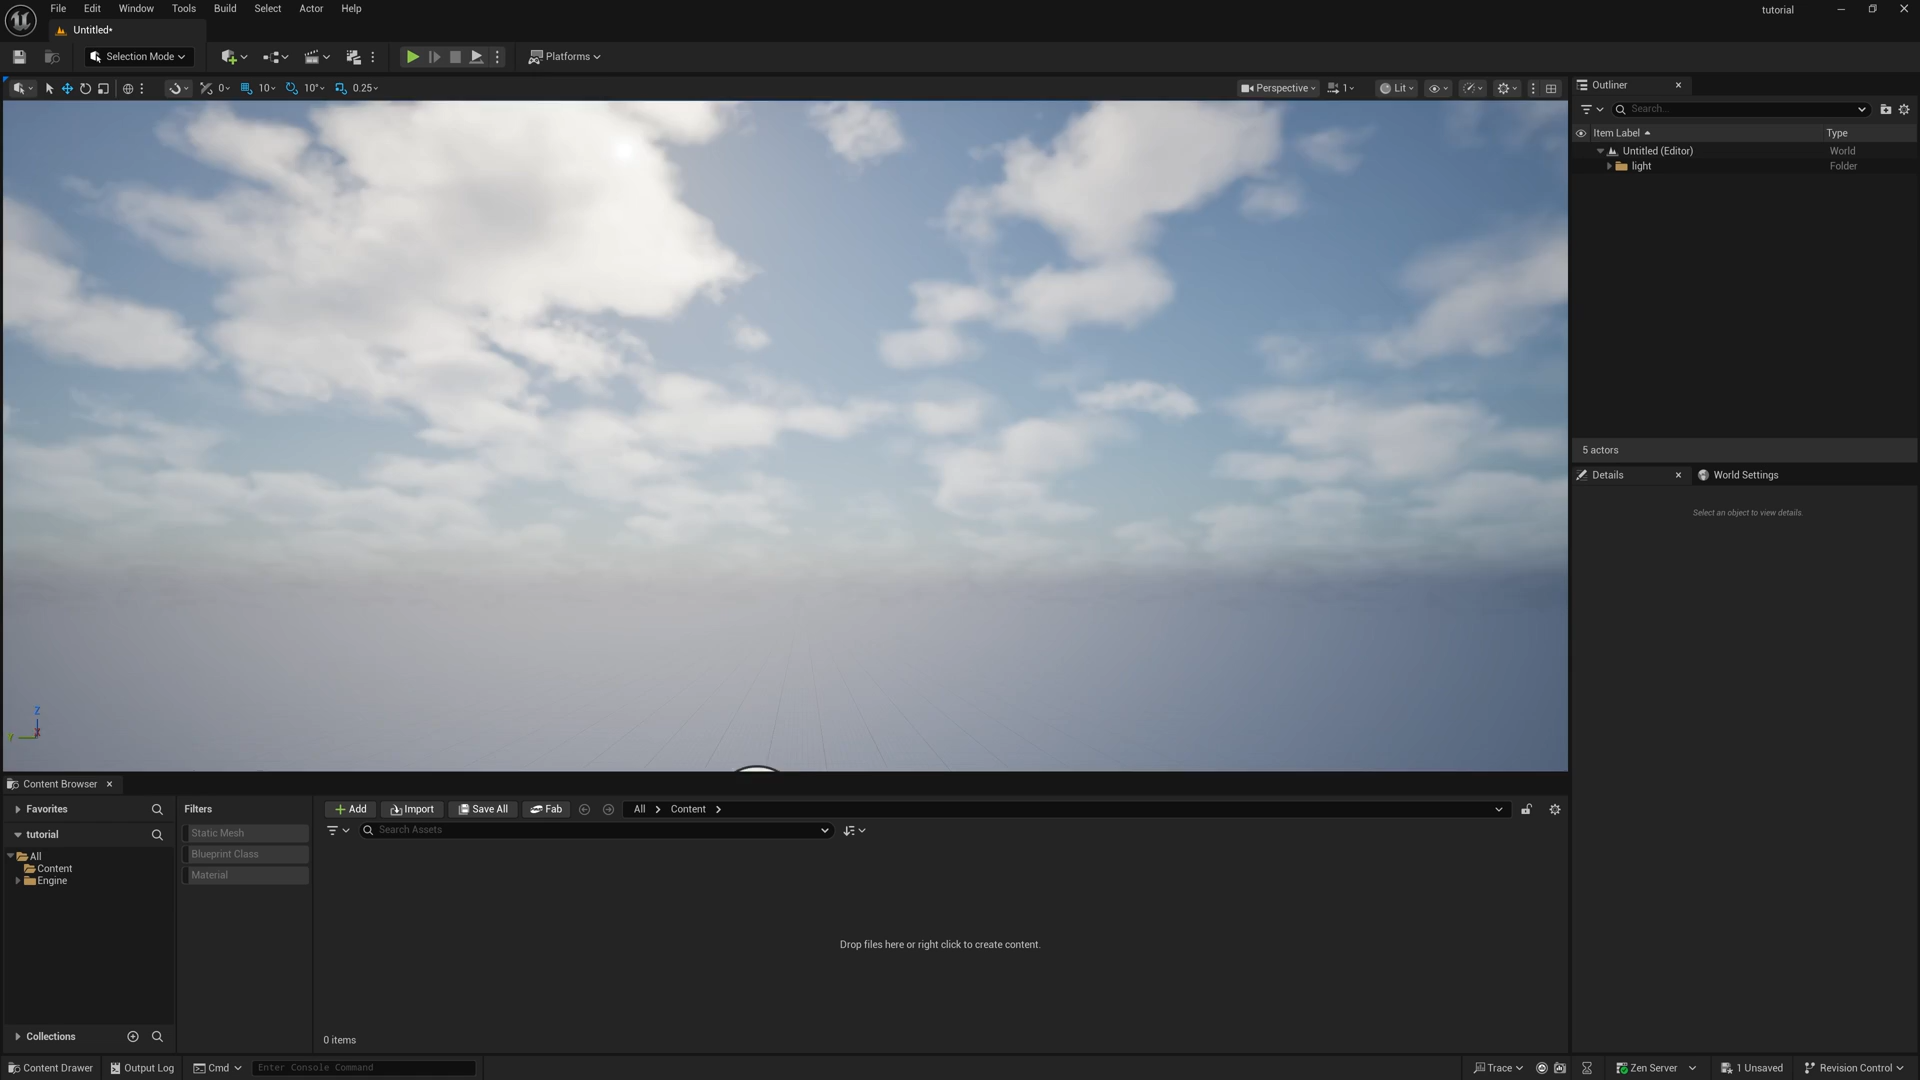 File Edit Window Tools Build Select Actor Help
tutorial
Untitled*
Selection Mode
Platforms
0 10 10° 0.25
Perspective 1 Lit
Outliner
Search...
Item Label Type
Untitled (Editor) World
light Folder
5 actors
Details World Settings
Select an object to view details.
Z
Y
Content Browser
Favorites
tutorial
All
Content
Engine
Collections
Filters
Static Mesh
Blueprint Class
Material
Add Import Save All Fab All Content
Search Assets
Drop files here or right click to create content.
0 items
Content Drawer Output Log Cmd Enter Console Command
Trace Zen Server 1 Unsaved Revision Control